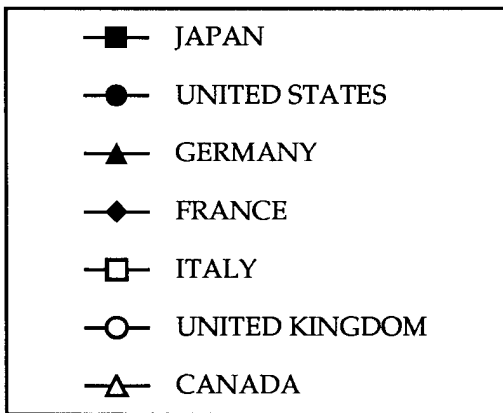 JAPAN
UNITED STATES
GERMANY
FRANCE
ITALY
UNITED KINGDOM
CANADA